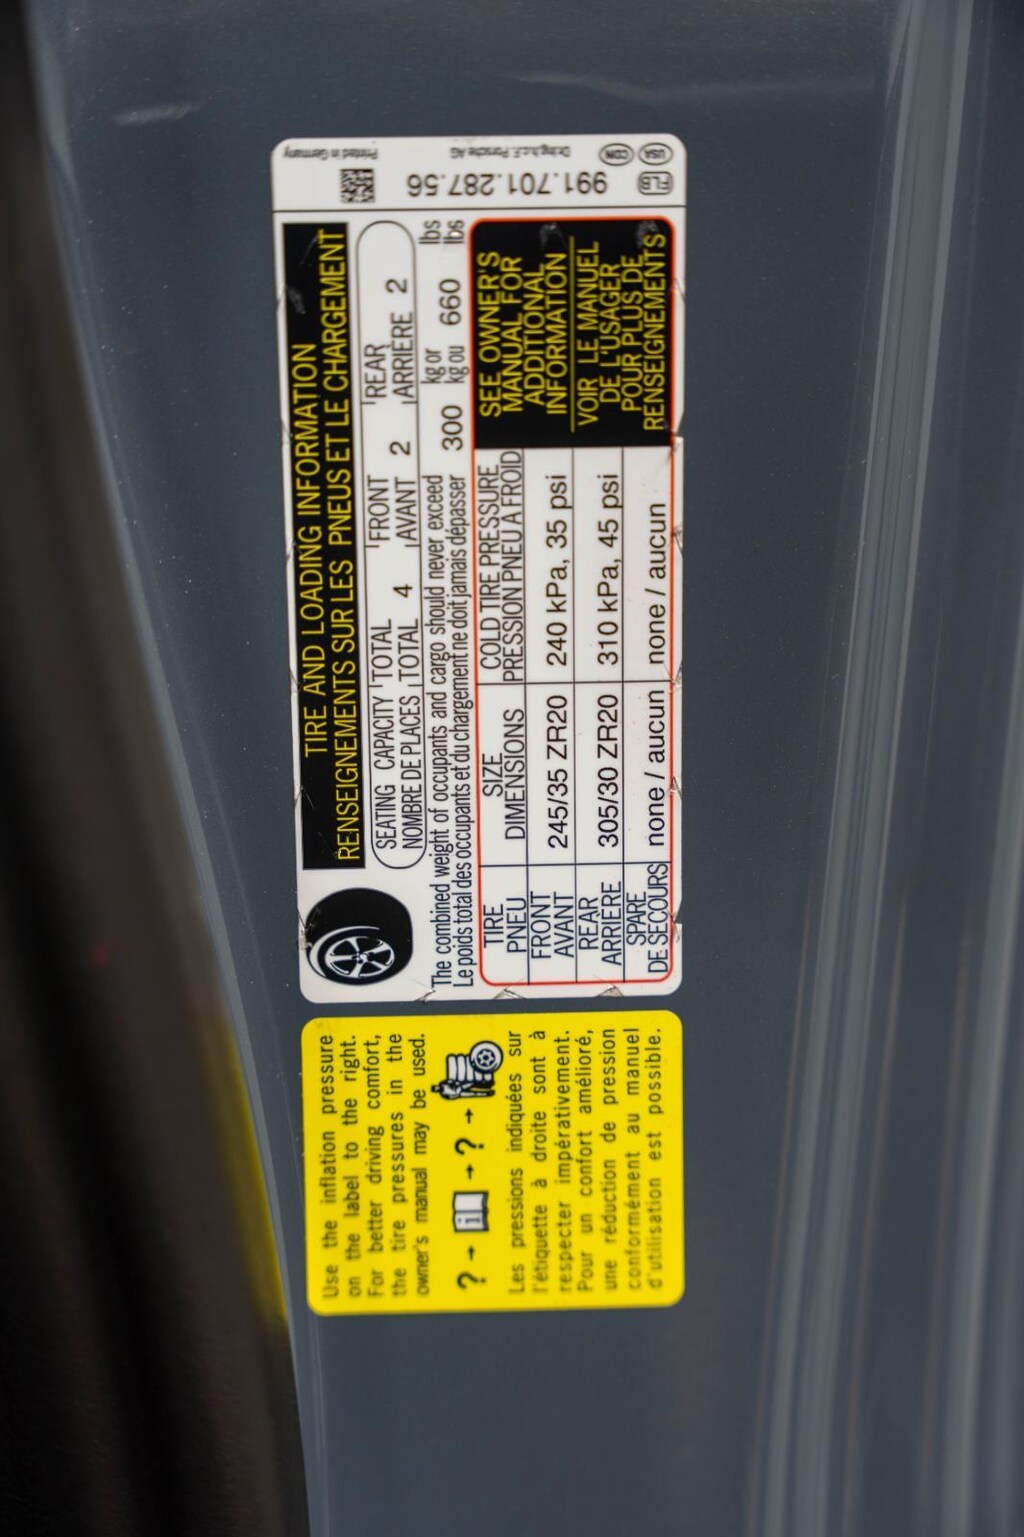 Use the inflation pressure
on the label to the right.
For better driving comfort,
the tire pressures in the
owner's manual may be used.
? → i → ? →
Les pressions indiquées sur
l'étiquette à droite sont à
respecter impérativement.
Pour un confort amélioré,
une réduction de pression
conformément au manuel
d'utilisation est possible.
TIRE AND LOADING INFORMATION
RENSEIGNEMENTS SUR LES PNEUS ET LE CHARGEMENT
SEATING CAPACITY TOTAL FRONT REAR
NOMBRE DE PLACES TOTAL 4 AVANT 2 ARRIÈRE 2
The combined weight of occupants and cargo should never exceed 300 kg or 660 lbs
Le poids total des occupants et du chargement ne doit jamais dépasser kg ou lbs
TIRE SIZE COLD TIRE PRESSURE
PNEU DIMENSIONS PRESSION PNEU A FROID
FRONT
AVANT 245/35 ZR20 240 kPa, 35 psi
REAR
ARRIERE 305/30 ZR20 310 kPa, 45 psi
SPARE
DE SECOURS none / aucun none / aucun
SEE OWNER'S
MANUAL FOR
ADDITIONAL
INFORMATION
VOIR LE MANUEL
DE L'USAGER
POUR PLUS DE
RENSEIGNEMENTS
FLB 991.701.287.56
USA CDN Dr.Ing.h.c.F. Porsche AG Printed in Germany